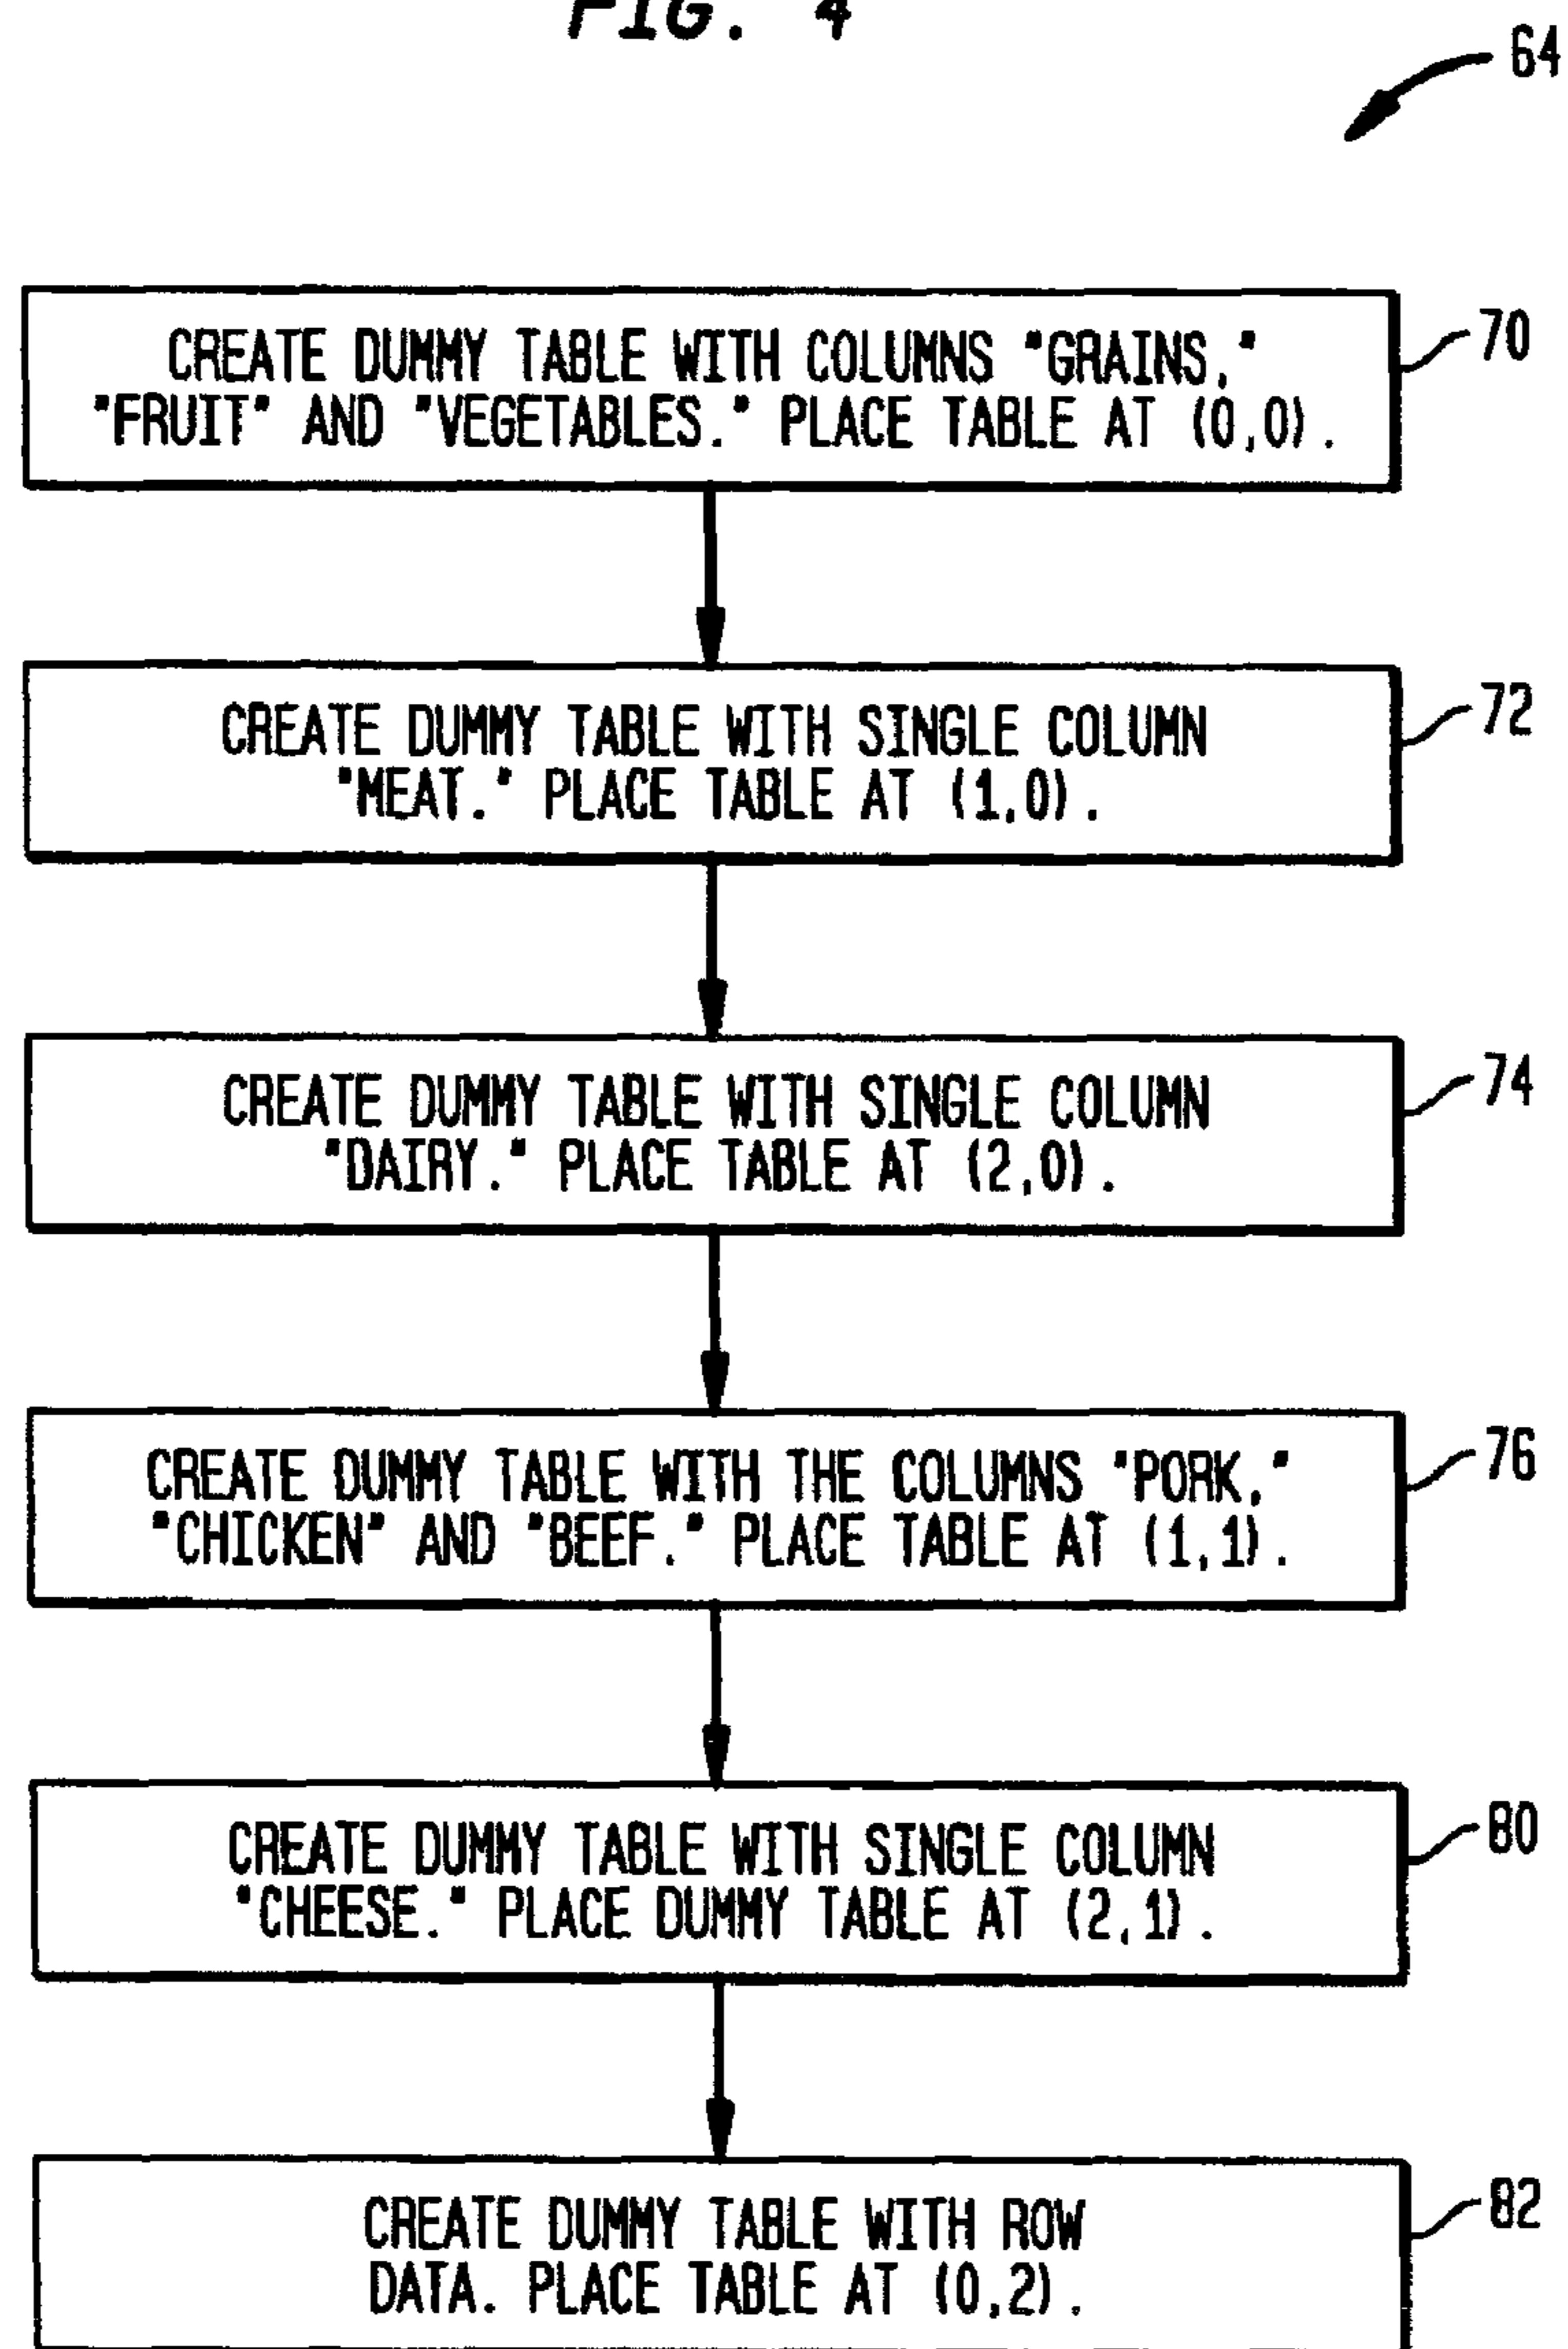 FIG. 4
64
CREATE DUMMY TABLE WITH COLUMNS "GRAINS,"
"FRUIT" AND "VEGETABLES." PLACE TABLE AT (0,0).
70
CREATE DUMMY TABLE WITH SINGLE COLUMN
"MEAT." PLACE TABLE AT (1,0).
72
CREATE DUMMY TABLE WITH SINGLE COLUMN
"DAIRY." PLACE TABLE AT (2,0).
74
CREATE DUMMY TABLE WITH THE COLUMNS "PORK,"
"CHICKEN" AND "BEEF." PLACE TABLE AT (1,1).
76
CREATE DUMMY TABLE WITH SINGLE COLUMN
"CHEESE." PLACE DUMMY TABLE AT (2,1).
80
CREATE DUMMY TABLE WITH ROW
DATA. PLACE TABLE AT (0,2).
82